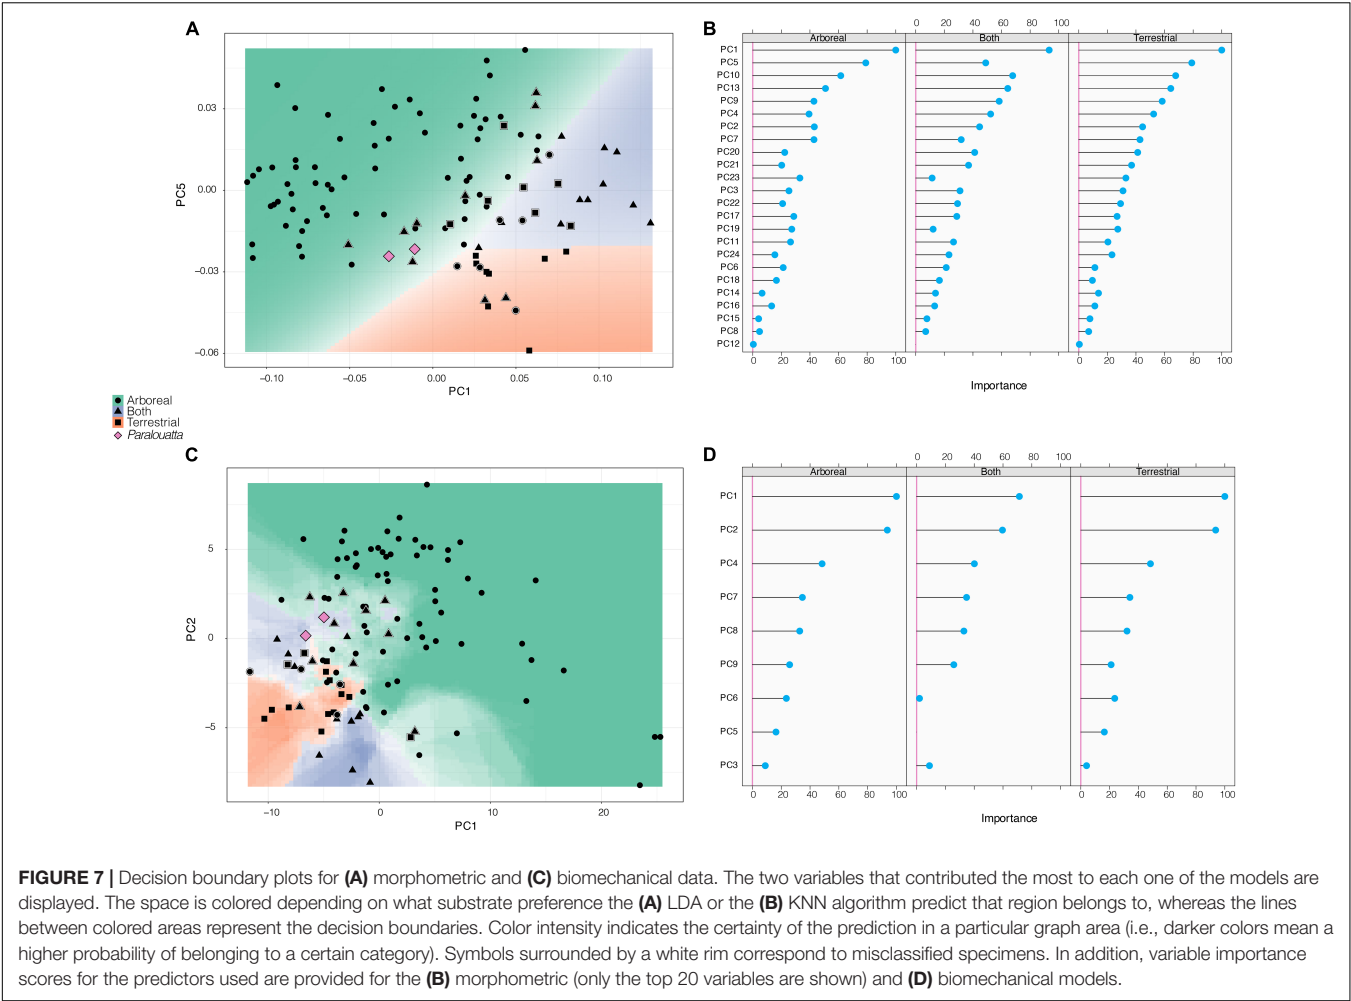 A
PC5
0.03
0.00
−0.03
−0.06
−0.10
−0.05
0.00
0.05
0.10
PC1
Arboreal
Both
Terrestrial
Paralouatta
B
0 20 40 60 80 100
Arboreal
Both
Terrestrial
PC1
PC5
PC10
PC13
PC9
PC4
PC2
PC7
PC20
PC21
PC23
PC3
PC22
PC17
PC19
PC11
PC24
PC6
PC18
PC14
PC16
PC15
PC8
PC12
0 20 40 60 80 100
0 20 40 60 80 100
Importance
C
PC2
5
0
−5
−10
0
10
20
PC1
D
0 20 40 60 80 100
Arboreal
Both
Terrestrial
PC1
PC2
PC4
PC7
PC8
PC9
PC6
PC5
PC3
0 20 40 60 80 100
0 20 40 60 80 100
Importance
FIGURE 7 | Decision boundary plots for (A) morphometric and (C) biomechanical data. The two variables that contributed the most to each one of the models are
displayed. The space is colored depending on what substrate preference the (A) LDA or the (B) KNN algorithm predict that region belongs to, whereas the lines
between colored areas represent the decision boundaries. Color intensity indicates the certainty of the prediction in a particular graph area (i.e., darker colors mean a
higher probability of belonging to a certain category). Symbols surrounded by a white rim correspond to misclassified specimens. In addition, variable importance
scores for the predictors used are provided for the (B) morphometric (only the top 20 variables are shown) and (D) biomechanical models.